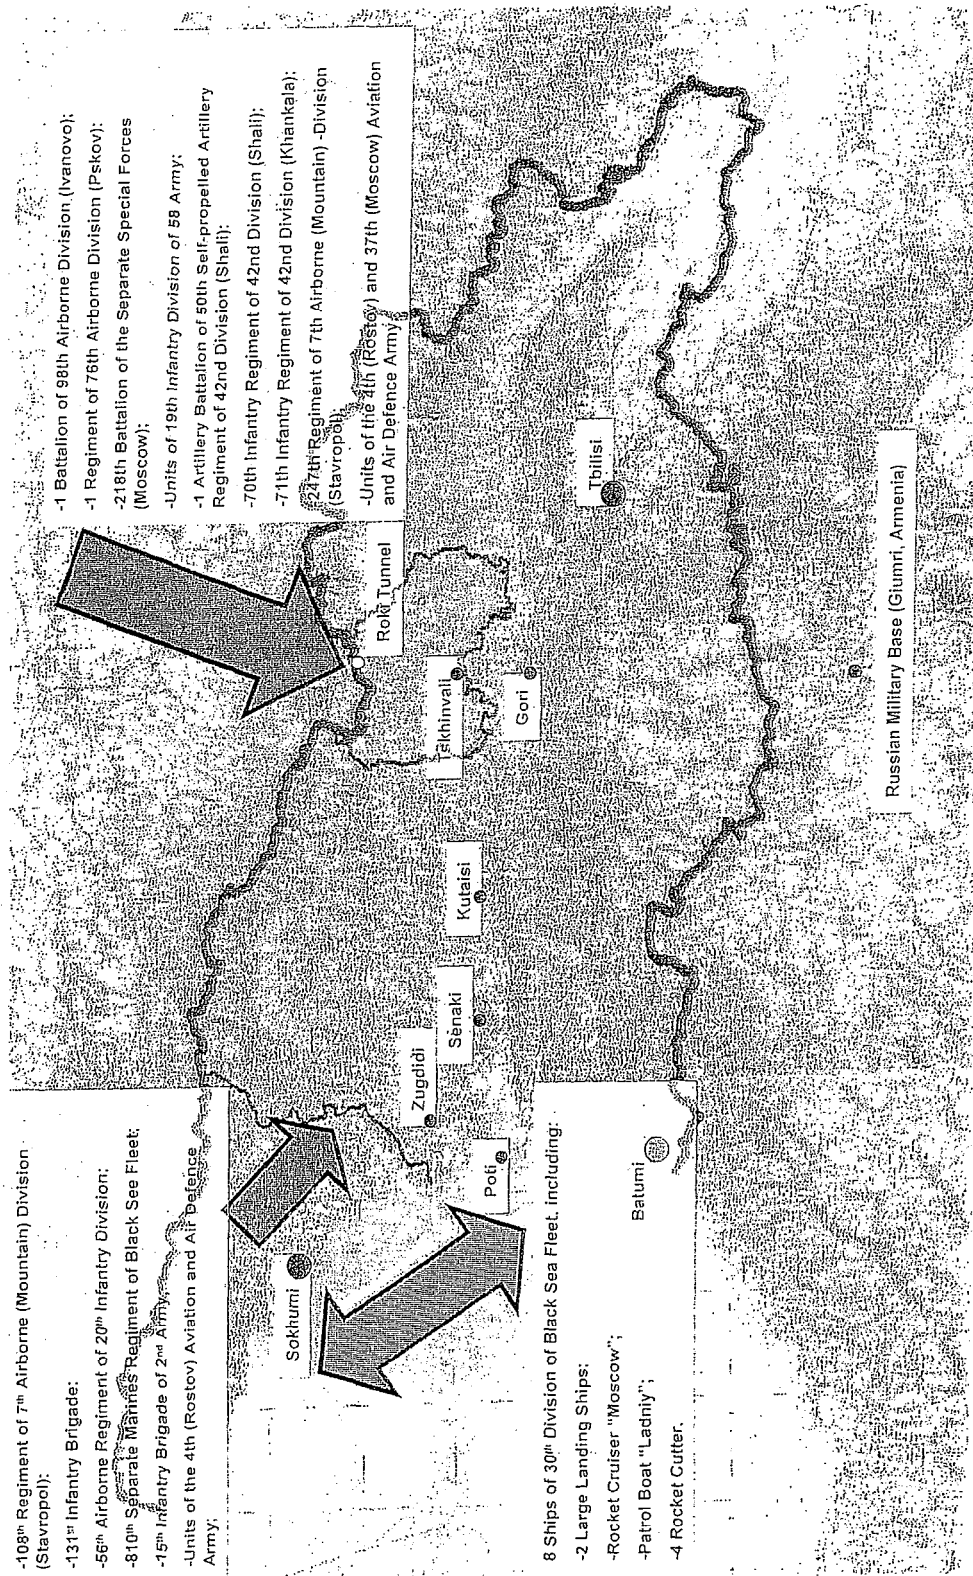 -108th Regiment of 7th Airborne (Mountain) Division
(Stavropol);
-131st Infantry Brigade;
-56th Airborne Regiment of 20th Infantry Division;
-810th Separate Marines Regiment of Black See Fleet;
-15th Infantry Brigade of 2nd Army;
-Units of the 4th (Rostov) Aviation and Air Defence
Army;
-1 Battalion of 98th Airborne Division (Ivanovo);
-1 Regiment of 76th Airborne Division (Pskov);
-218th Battalion of the Separate Special Forces
(Moscow);
-Units of 19th Infantry Division of 58 Army;
-1 Artillery Battalion of 50th Self-propelled Artillery
Regiment of 42nd Division (Shali);
-70th Infantry Regiment of 42nd Division (Shali);
-71th Infantry Regiment of 42nd Division (Khankala);
-247th Regiment of 7th Airborne (Mountain) -Division
(Stavropol);
-Units of the 4th (Rostov) and 37th (Moscow) Aviation
and Air Defence Army
Roki Tunnel
Sokhumi
Zugdidi
Tskhinvali
Senaki
Kutaisi
Gori
Poti
Tbilisi
8 Ships of 30th Division of Black Sea Fleet, including:
-2 Large Landing Ships;
-Rocket Cruiser "Moscow";
-Patrol Boat "Ladniy";
-4 Rocket Cutter.
Batumi
Russian Military Base (Giumri, Armenia)